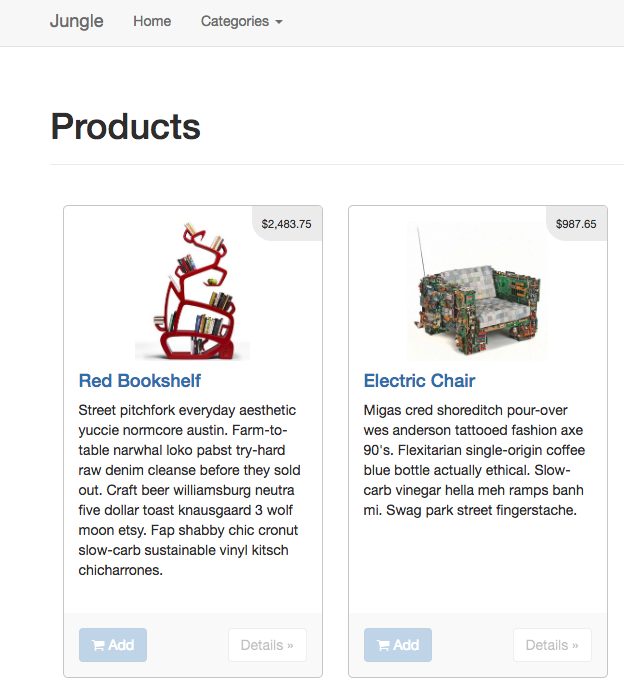 Jungle Home Categories
Products
$2,483.75
Red Bookshelf
Street pitchfork everyday aesthetic
yuccie normcore austin. Farm-to-
table narwhal loko pabst try-hard
raw denim cleanse before they sold
out. Craft beer williamsburg neutra
five dollar toast knausgaard 3 wolf
moon etsy. Fap shabby chic cronut
slow-carb sustainable vinyl kitsch
chicharrones.
Add Details »
$987.65
Electric Chair
Migas cred shoreditch pour-over
wes anderson tattooed fashion axe
90's. Flexitarian single-origin coffee
blue bottle actually ethical. Slow-
carb vinegar hella meh ramps banh
mi. Swag park street fingerstache.
Add Details »